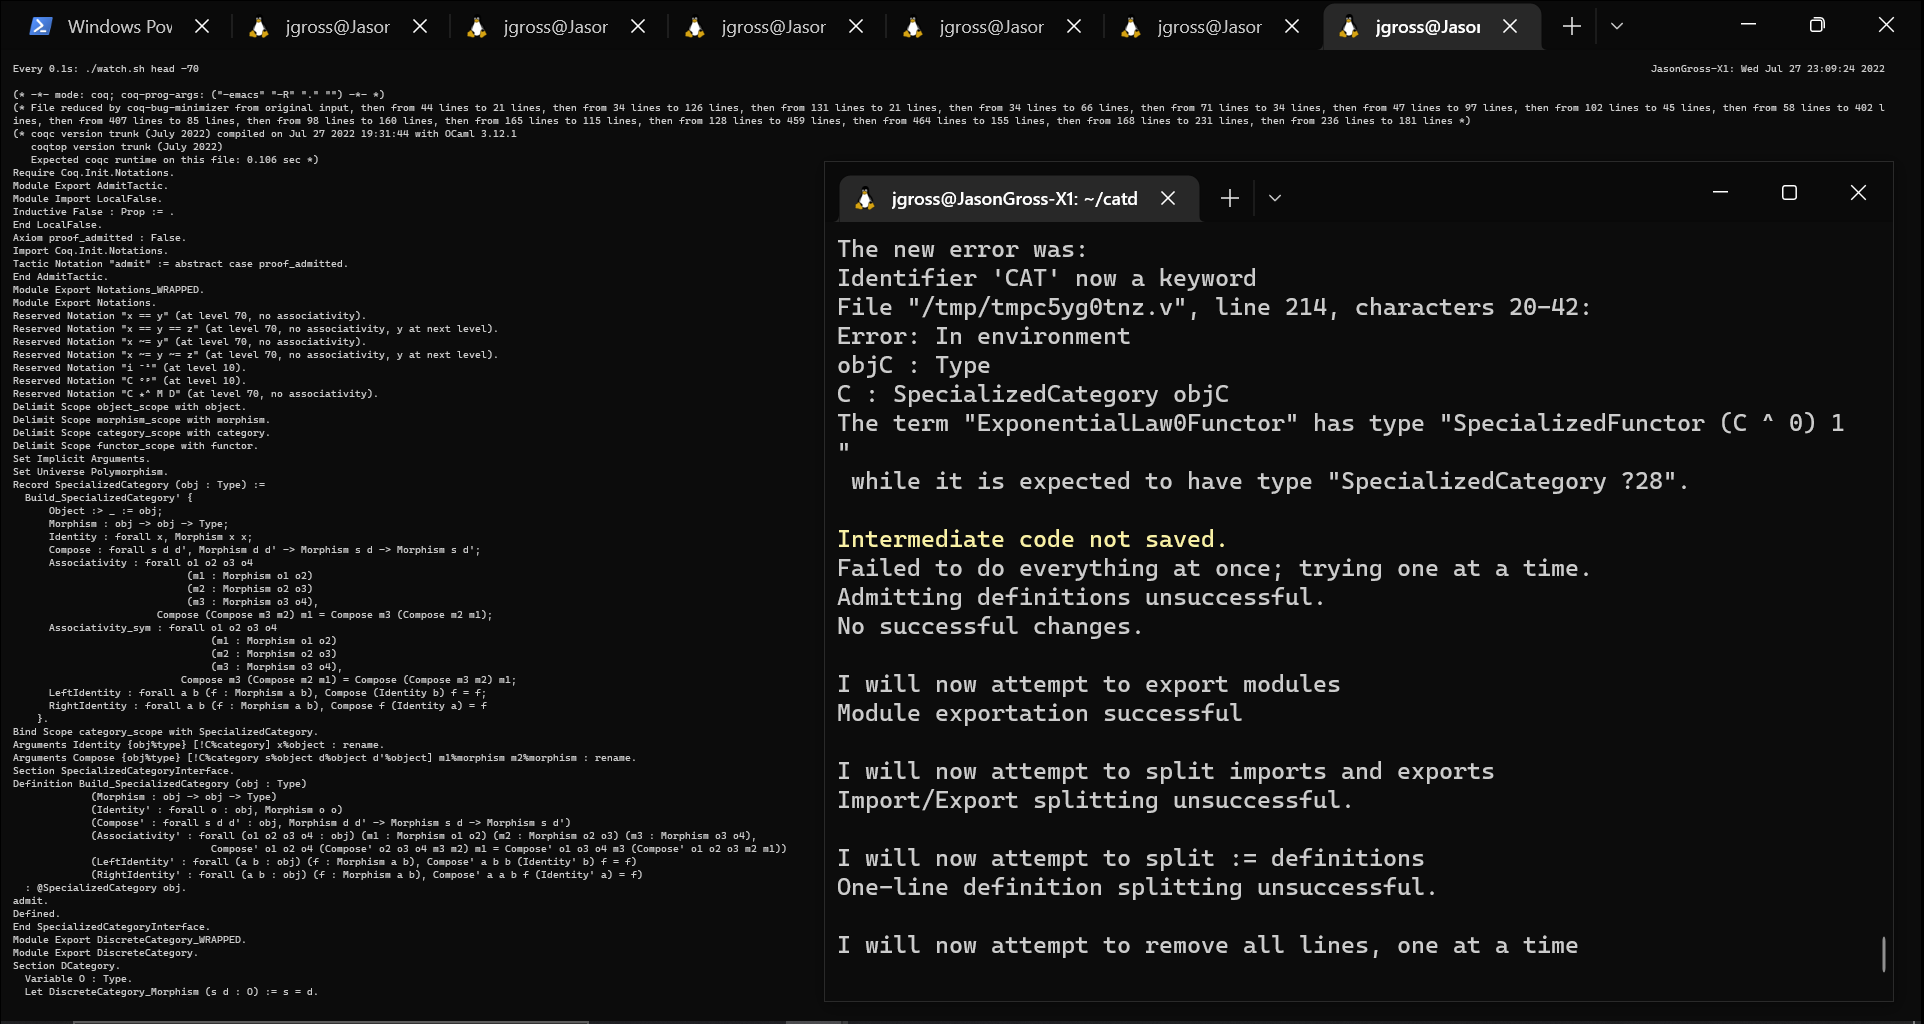 Windows Pov
jgross@Jasor
jgross@Jasor
jgross@Jasor
jgross@Jasor
jgross@Jasor
jgross@Jasor
Every 0.1s: ./watch.sh head -70
JasonGross-X1: Wed Jul 27 23:09:24 2022
(* -*- mode: coq; coq-prog-args: ("-emacs" "-R" "." "") -*- *)
(* File reduced by coq-bug-minimizer from original input, then from 44 lines to 21 lines, then from 34 lines to 126 lines, then from 131 lines to 21 lines, then from 34 lines to 66 lines, then from 71 lines to 34 lines, then from 47 lines to 97 lines, then from 102 lines to 45 lines, then from 58 lines to 402 l
ines, then from 407 lines to 85 lines, then from 98 lines to 160 lines, then from 165 lines to 115 lines, then from 128 lines to 459 lines, then from 464 lines to 155 lines, then from 168 lines to 231 lines, then from 236 lines to 181 lines *)
(* coqc version trunk (July 2022) compiled on Jul 27 2022 19:31:44 with OCaml 3.12.1
coqtop version trunk (July 2022)
Expected coqc runtime on this file: 0.106 sec *)
Require Coq.Init.Notations.
Module Export AdmitTactic.
Module Import LocalFalse.
Inductive False : Prop := .
End LocalFalse.
Axiom proof_admitted : False.
Import Coq.Init.Notations.
Tactic Notation "admit" := abstract case proof_admitted.
End AdmitTactic.
Module Export Notations_WRAPPED.
Module Export Notations.
Reserved Notation "x == y" (at level 70, no associativity).
Reserved Notation "x == y == z" (at level 70, no associativity, y at next level).
Reserved Notation "x ~= y" (at level 70, no associativity).
Reserved Notation "x ~= y ~= z" (at level 70, no associativity, y at next level).
Reserved Notation "i ⁻¹" (at level 10).
Reserved Notation "C ᵒᵖ" (at level 10).
Reserved Notation "C ★^ M D" (at level 70, no associativity).
Delimit Scope object_scope with object.
Delimit Scope morphism_scope with morphism.
Delimit Scope category_scope with category.
Delimit Scope functor_scope with functor.
Set Implicit Arguments.
Set Universe Polymorphism.
Record SpecializedCategory (obj : Type) :=
Build_SpecializedCategory' {
Object :> _ := obj;
Morphism : obj -> obj -> Type;
Identity : forall x, Morphism x x;
Compose : forall s d d', Morphism d d' -> Morphism s d -> Morphism s d';
Associativity : forall o1 o2 o3 o4
(m1 : Morphism o1 o2)
(m2 : Morphism o2 o3)
(m3 : Morphism o3 o4),
Compose (Compose m3 m2) m1 = Compose m3 (Compose m2 m1);
Associativity_sym : forall o1 o2 o3 o4
(m1 : Morphism o1 o2)
(m2 : Morphism o2 o3)
(m3 : Morphism o3 o4),
Compose m3 (Compose m2 m1) = Compose (Compose m3 m2) m1;
LeftIdentity : forall a b (f : Morphism a b), Compose (Identity b) f = f;
RightIdentity : forall a b (f : Morphism a b), Compose f (Identity a) = f
}.
Bind Scope category_scope with SpecializedCategory.
Arguments Identity {obj%type} [!C%category] x%object : rename.
Arguments Compose {obj%type} [!C%category s%object d%object d'%object] m1%morphism m2%morphism : rename.
Section SpecializedCategoryInterface.
Definition Build_SpecializedCategory (obj : Type)
(Morphism : obj -> obj -> Type)
(Identity' : forall o : obj, Morphism o o)
(Compose' : forall s d d' : obj, Morphism d d' -> Morphism s d -> Morphism s d')
(Associativity' : forall (o1 o2 o3 o4 : obj) (m1 : Morphism o1 o2) (m2 : Morphism o2 o3) (m3 : Morphism o3 o4),
Compose' o1 o2 o4 (Compose' o2 o3 o4 m3 m2) m1 = Compose' o1 o3 o4 m3 (Compose' o1 o2 o3 m2 m1))
(LeftIdentity' : forall (a b : obj) (f : Morphism a b), Compose' a b b (Identity' b) f = f)
(RightIdentity' : forall (a b : obj) (f : Morphism a b), Compose' a a b f (Identity' a) = f)
: @SpecializedCategory obj.
admit.
Defined.
End SpecializedCategoryInterface.
Module Export DiscreteCategory_WRAPPED.
Module Export DiscreteCategory.
Section DCategory.
Variable O : Type.
Let DiscreteCategory_Morphism (s d : O) := s = d.
jgross@JasonGross-X1: ~/catd
The new error was:
Identifier 'CAT' now a keyword
File "/tmp/tmpc5yg0tnz.v", line 214, characters 20-42:
Error: In environment
objC : Type
C : SpecializedCategory objC
The term "ExponentialLaw0Functor" has type "SpecializedFunctor (C ^ 0) 1
"
while it is expected to have type "SpecializedCategory ?28".
Intermediate code not saved.
Failed to do everything at once; trying one at a time.
Admitting definitions unsuccessful.
No successful changes.
I will now attempt to export modules
Module exportation successful
I will now attempt to split imports and exports
Import/Export splitting unsuccessful.
I will now attempt to split := definitions
One-line definition splitting unsuccessful.
I will now attempt to remove all lines, one at a time